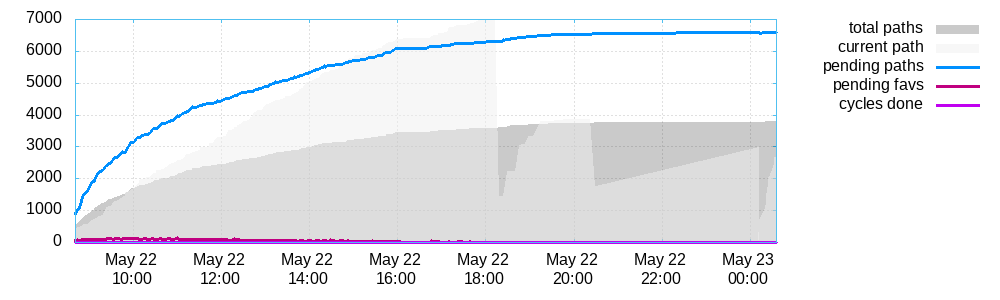 7000
6000
5000
4000
3000
2000
1000
0
May 22 May 22 May 22 May 22 May 22 May 22 May 22 May 23
10:00 12:00 14:00 16:00 18:00 20:00 22:00 00:00
total paths
current path
pending paths
pending favs
cycles done